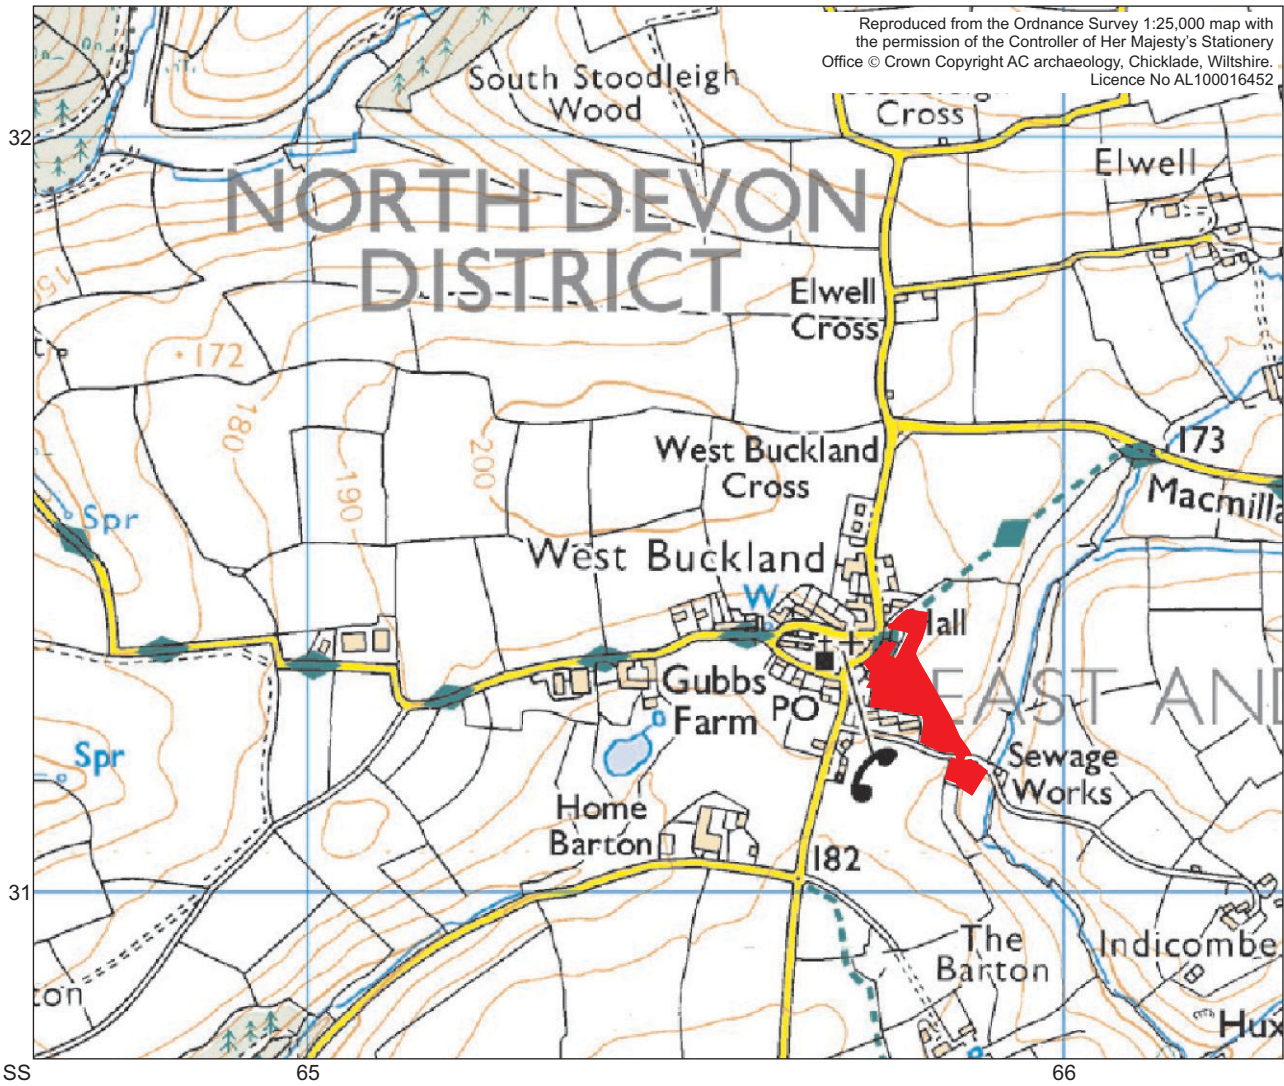 Reproduced from the Ordnance Survey 1:25,000 map with
the permission of the Controller of Her Majesty's Stationery
Office © Crown Copyright AC archaeology, Chicklade, Wiltshire.
Licence No AL100016452
South Stoodleigh
Wood
Cross
32
Elwell
NORTH DEVON
DISTRICT
150
Elwell
Cross
172
180
190
200
West Buckland
Cross
173
Macmilla
Spr
West Buckland
W
Hall
EAST AN
Gubbs
Farm
PO
Spr
Sewage
Works
Home
Barton
182
31
The
Barton
Indicombe
ton
Hux
SS
65
66